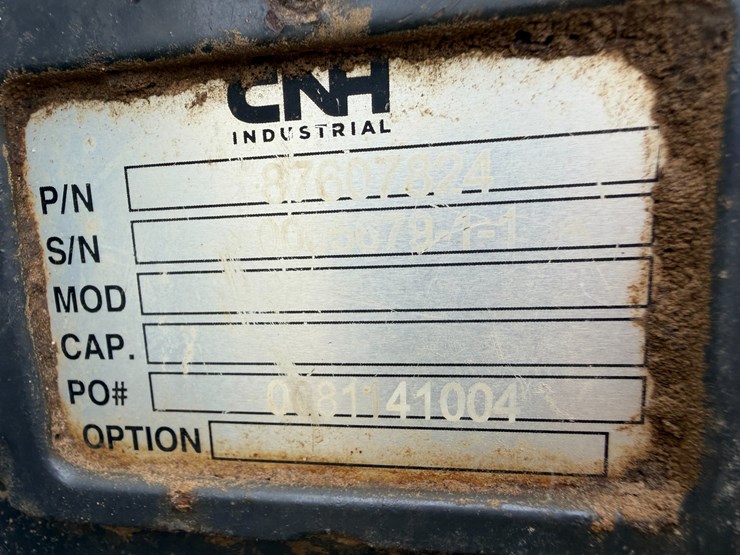 CNH
INDUSTRIAL
P/N 87607824
S/N
MOD
CAP.
PO# 0081141004
OPTION